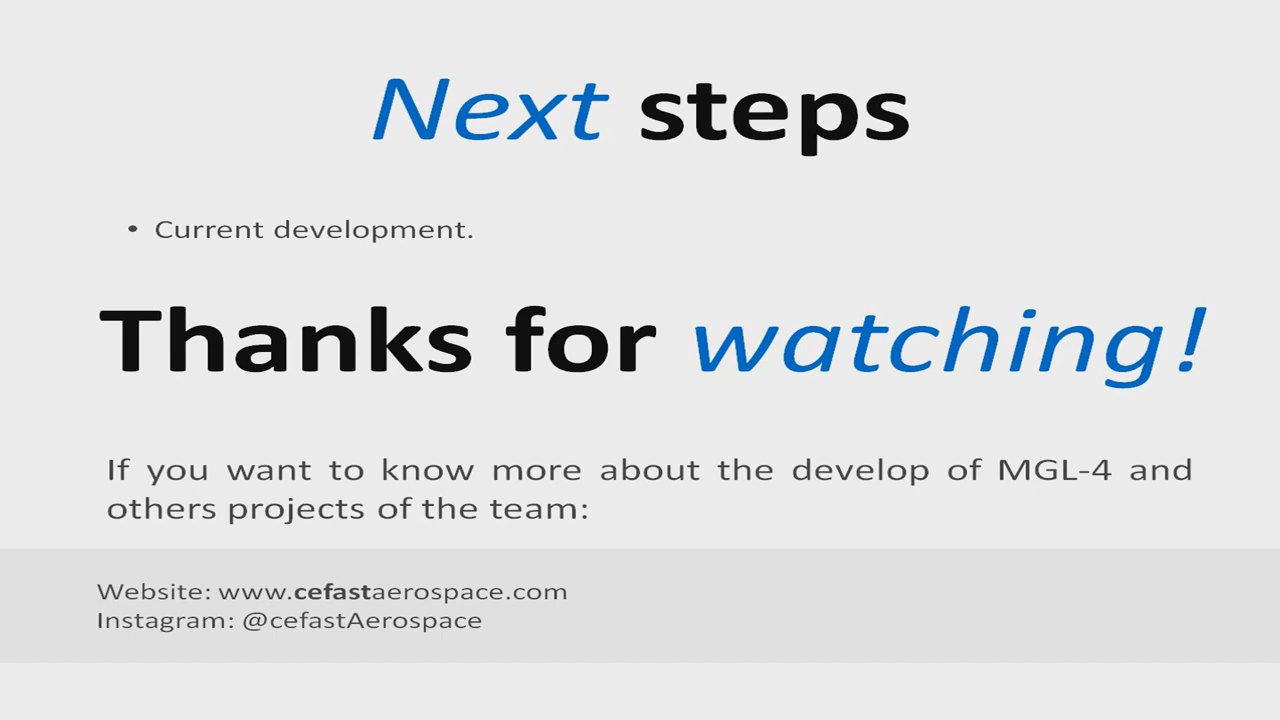 Next steps
• Current development.
Thanks for watching!
If you want to know more about the develop of MGL-4 and
others projects of the team:
Website: www.cefastaerospace.com
Instagram: @cefastAerospace